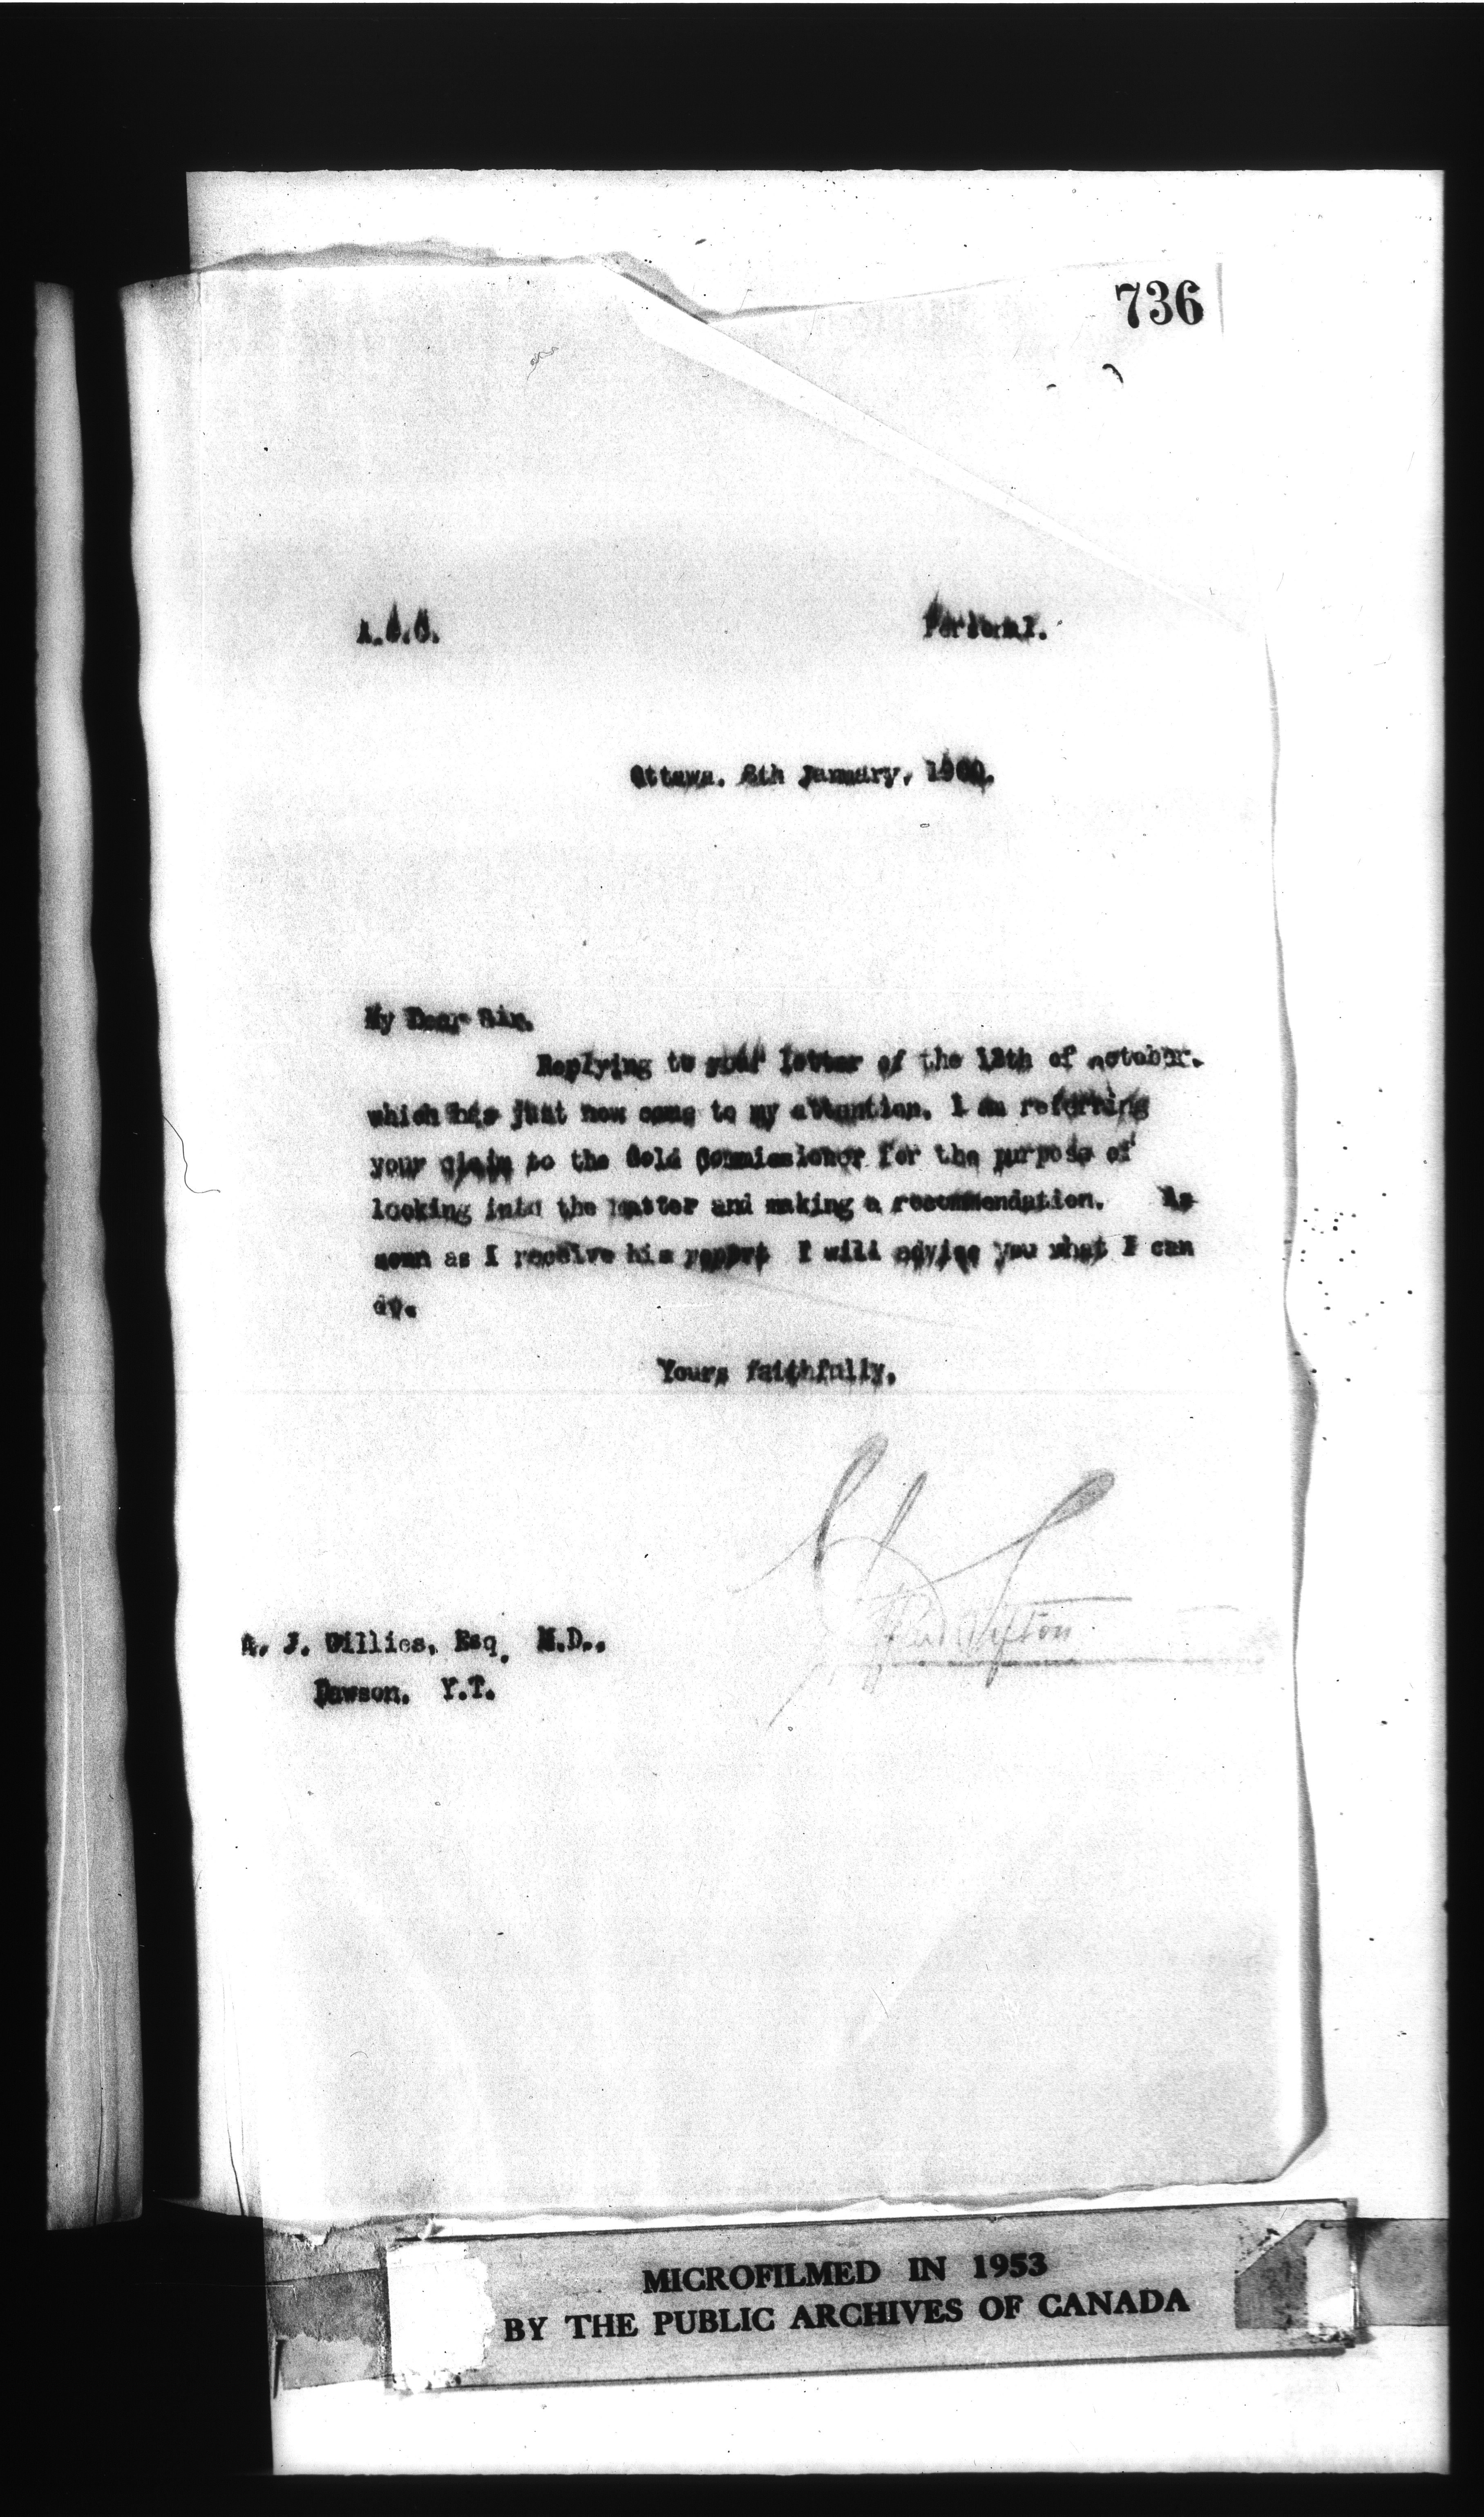 736
Personal.
Ottawa, January, 1900.
My Dear Sir,
Replying to your letter of the 12th of October,
which has just now come to my attention, I am referring
your claim to the Gold Commissioner for the purpose of
looking into the matter and making a recommendation. As
soon as I receive his report I will advise you what I can
do.
Yours faithfully,
A. J. Gillies, Esq. M.D.,
Dawson, Y.T.
MICROFILMED IN 1953
BY THE PUBLIC ARCHIVES OF CANADA